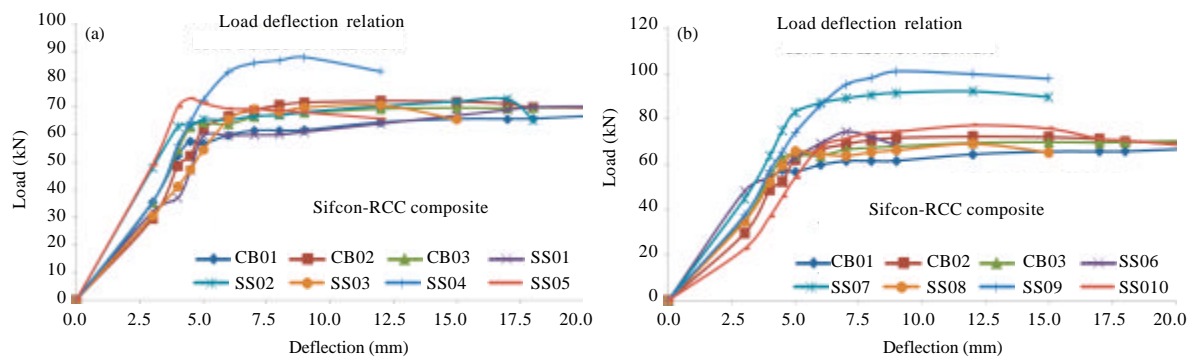 (a)
Load deflection relation
Load (kN)
100
90
80
70
60
50
40
30
20
10
0
Sifcon-RCC composite
CB01 CB02 CB03 SS01
SS02 SS03 SS04 SS05
0.0 2.5 5.0 7.5 10.0 12.5 15.0 17.5 20.0
Deflection (mm)
(b)
Load deflection relation
Load (kN)
120
100
80
60
40
20
0
Sifcon-RCC composite
CB01 CB02 CB03 SS06
SS07 SS08 SS09 SS010
0.0 2.5 5.0 7.5 10.0 12.5 15.0 17.5 20.0
Deflection (mm)